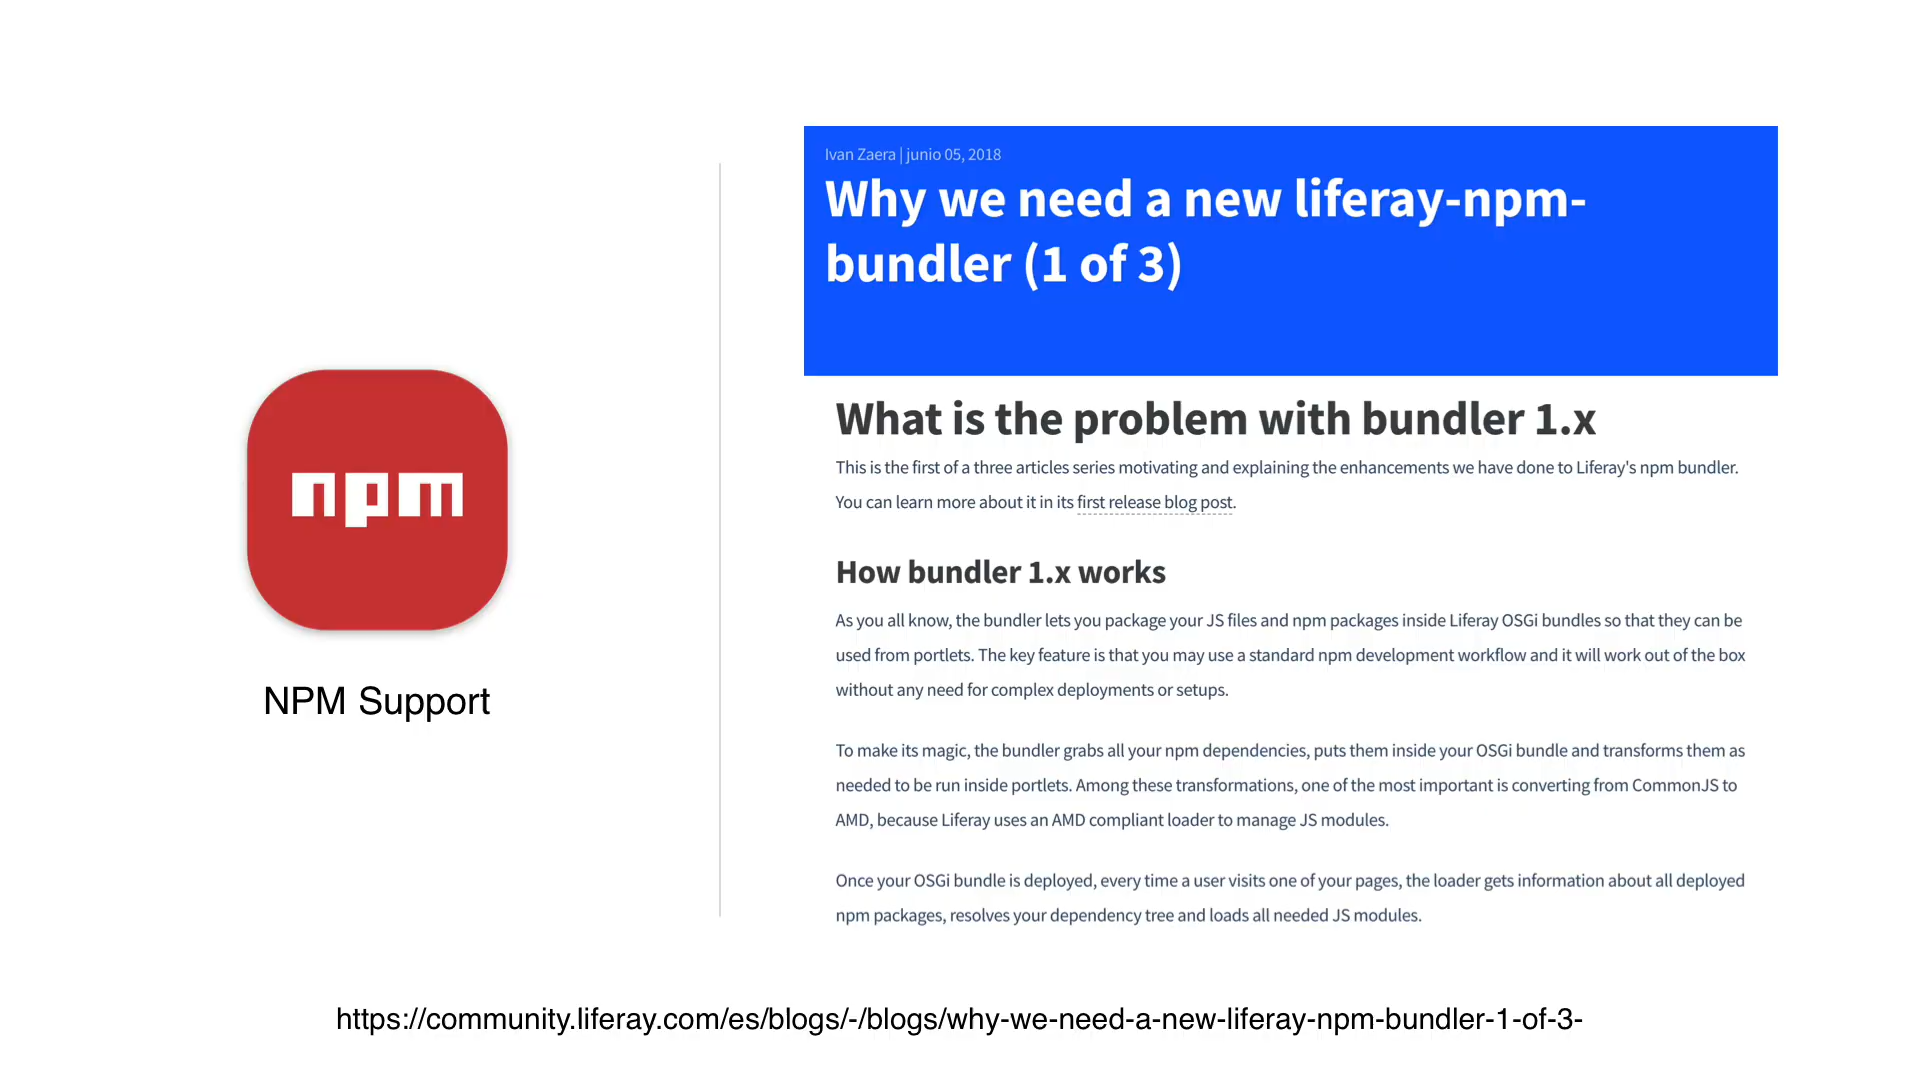 npm
NPM Support
Ivan Zaera | junio 05, 2018
Why we need a new liferay-npm-
bundler (1 of 3)
What is the problem with bundler 1.x
This is the first of a three articles series motivating and explaining the enhancements we have done to Liferay's npm bundler.
You can learn more about it in its first release blog post.
How bundler 1.x works
As you all know, the bundler lets you package your JS files and npm packages inside Liferay OSGi bundles so that they can be
used from portlets. The key feature is that you may use a standard npm development workflow and it will work out of the box
without any need for complex deployments or setups.
To make its magic, the bundler grabs all your npm dependencies, puts them inside your OSGi bundle and transforms them as
needed to be run inside portlets. Among these transformations, one of the most important is converting from CommonJS to
AMD, because Liferay uses an AMD compliant loader to manage JS modules.
Once your OSGi bundle is deployed, every time a user visits one of your pages, the loader gets information about all deployed
npm packages, resolves your dependency tree and loads all needed JS modules.
https://community.liferay.com/es/blogs/-/blogs/why-we-need-a-new-liferay-npm-bundler-1-of-3-